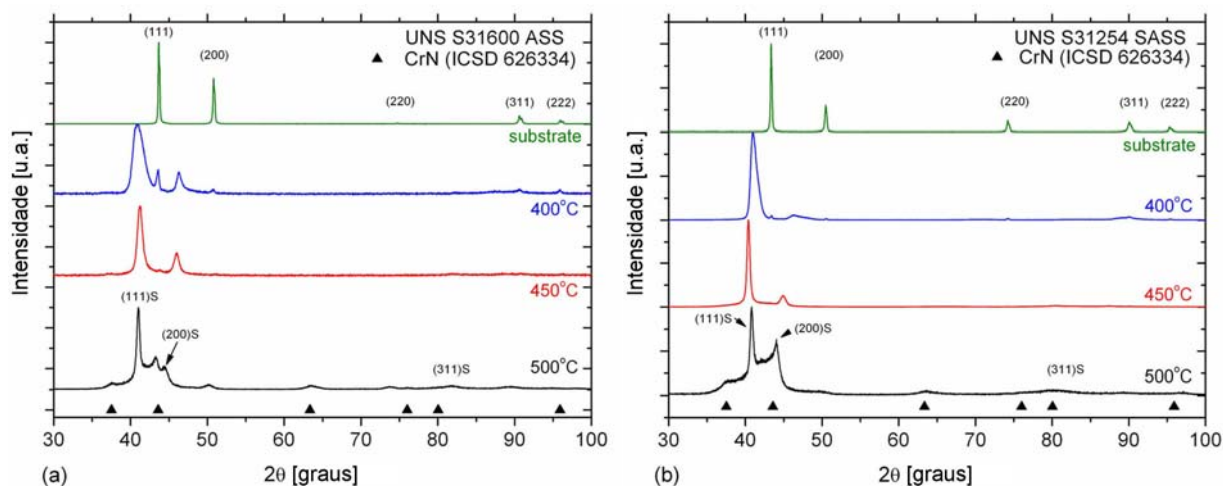 UNS S31600 ASS
▲ CrN (ICSD 626334)
(111)
(200)
(220)
(311)
(222)
substrate
400°C
450°C
(111)S
(200)S
(311)S
500°C
Intensidade [u.a.]
30 40 50 60 70 80 90 100
(a)
2θ [graus]
UNS S31254 SASS
▲ CrN (ICSD 626334)
(111)
(200)
(220)
(311)
(222)
substrate
400°C
450°C
(111)S
(200)S
(311)S
500°C
Intensidade [u.a.]
30 40 50 60 70 80 90 100
(b)
2θ [graus]